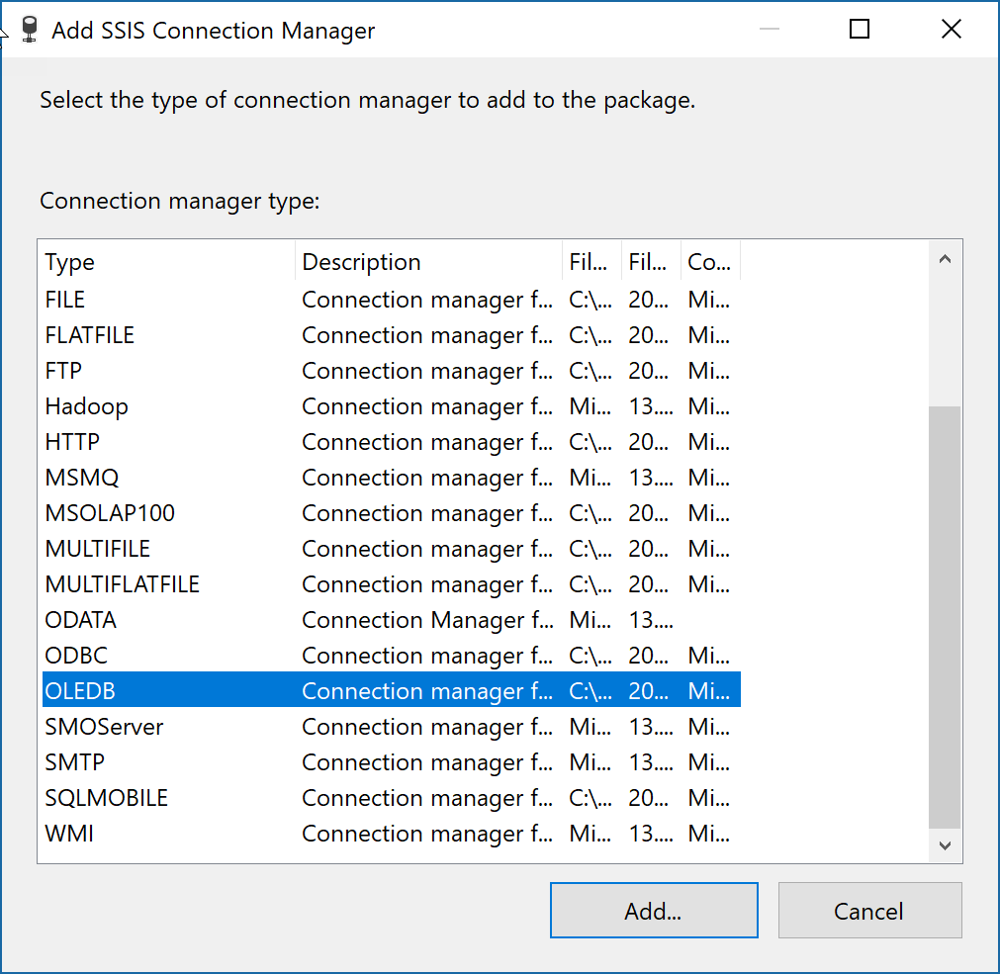 Add SSIS Connection Manager
Select the type of connection manager to add to the package.
Connection manager type:
Type Description Fil... Fil... Co...
FILE Connection manager f... C:\... 20... Mi...
FLATFILE Connection manager f... C:\... 20... Mi...
FTP Connection manager f... C:\... 20... Mi...
Hadoop Connection manager f... Mi... 13.... Mi...
HTTP Connection manager f... C:\... 20... Mi...
MSMQ Connection manager f... Mi... 13.... Mi...
MSOLAP100 Connection manager f... C:\... 20... Mi...
MULTIFILE Connection manager f... C:\... 20... Mi...
MULTIFLATFILE Connection manager f... C:\... 20... Mi...
ODATA Connection Manager f... Mi... 13....
ODBC Connection manager f... C:\... 20... Mi...
OLEDB Connection manager f... C:\... 20... Mi...
SMOServer Connection manager f... Mi... 13.... Mi...
SMTP Connection manager f... Mi... 13.... Mi...
SQLMOBILE Connection manager f... C:\... 20... Mi...
WMI Connection manager f... Mi... 13.... Mi...
Add... Cancel